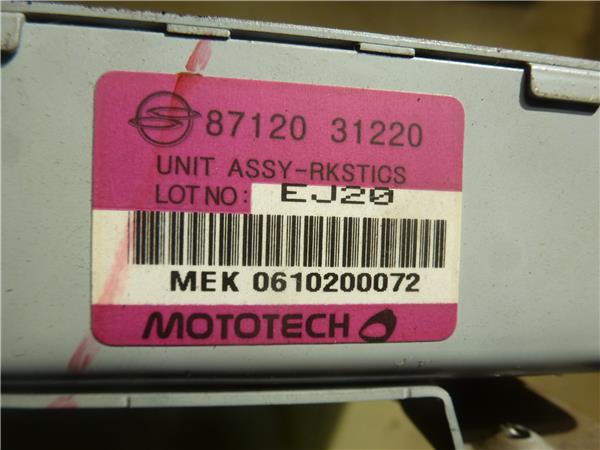 87120 31220
UNIT ASSY-RKSTICS
LOT NO: EJ20
MEK 0610200072
MOTOTECH